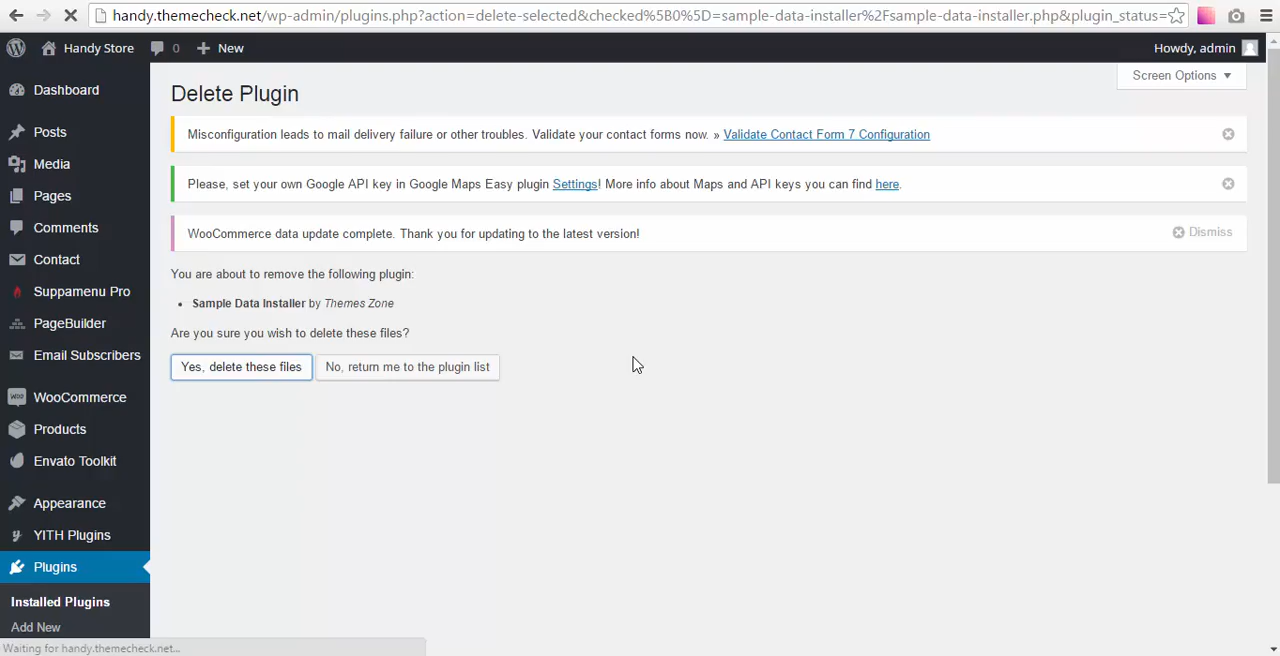 handy.themecheck.net/wp-admin/plugins.php?action=delete-selected&checked%5B0%5D=sample-data-installer%2Fsample-data-installer.php&plugin_status=
Handy Store
0
New
Howdy, admin
Screen Options
Dashboard
Posts
Media
Pages
Comments
Contact
Suppamenu Pro
PageBuilder
Email Subscribers
Woo
WooCommerce
Products
Envato Toolkit
Appearance
YITH Plugins
Plugins
Installed Plugins
Add New
Delete Plugin
Misconfiguration leads to mail delivery failure or other troubles. Validate your contact forms now. » Validate Contact Form 7 Configuration
Please, set your own Google API key in Google Maps Easy plugin Settings! More info about Maps and API keys you can find here.
WooCommerce data update complete. Thank you for updating to the latest version!
Dismiss
You are about to remove the following plugin:
• Sample Data Installer by Themes Zone
Are you sure you wish to delete these files?
Yes, delete these files
No, return me to the plugin list
Waiting for handy.themecheck.net...